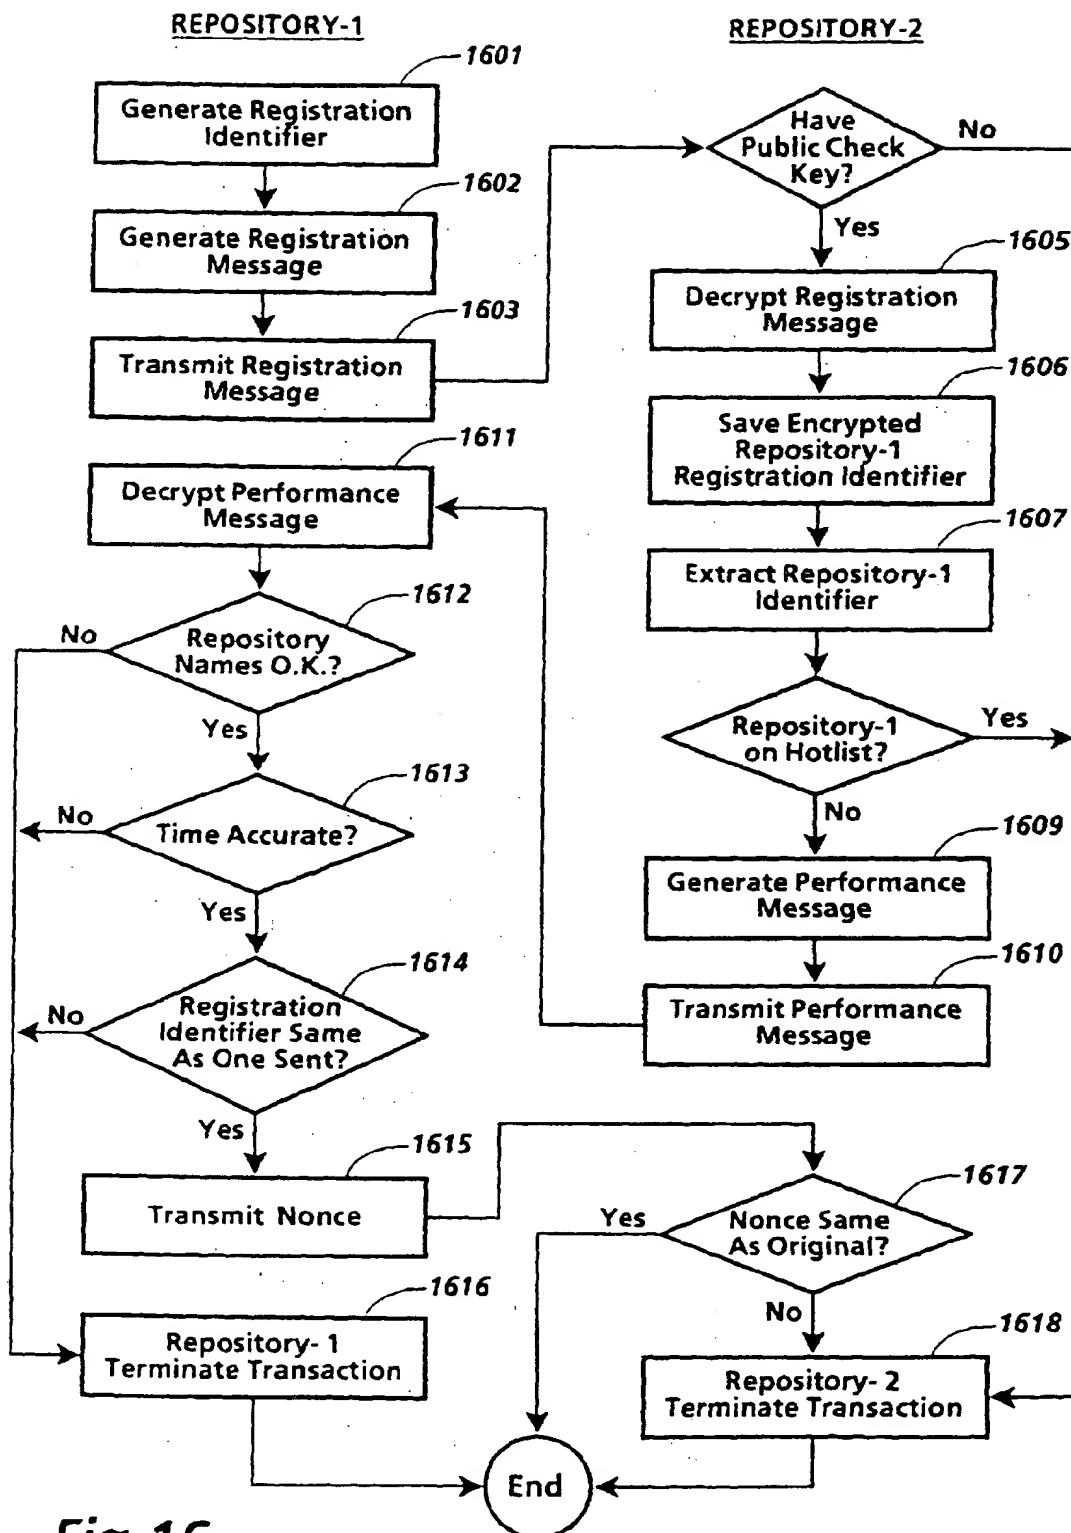 REPOSITORY-1
1601
Generate Registration
Identifier
1602
Generate Registration
Message
1603
Transmit Registration
Message
1611
Decrypt Performance
Message
1612
Repository
Names O.K.?
No
Yes
1613
Time Accurate?
No
Yes
1614
Registration
Identifier Same
As One Sent?
No
Yes
1615
Transmit Nonce
1616
Repository- 1
Terminate Transaction
REPOSITORY-2
Have
Public Check
Key?
No
Yes
1605
Decrypt Registration
Message
1606
Save Encrypted
Repository-1
Registration Identifier
1607
Extract Repository-1
Identifier
Repository-1
on Hotlist?
Yes
No
1609
Generate Performance
Message
1610
Transmit Performance
Message
1617
Nonce Same
As Original?
Yes
No
1618
Repository- 2
Terminate Transaction
End